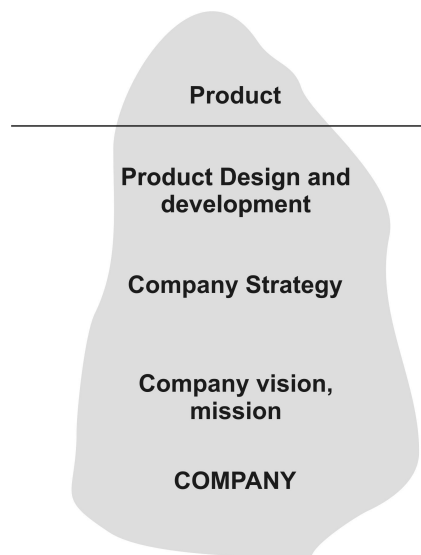 Product
Product Design and
development
Company Strategy
Company vision,
mission
COMPANY